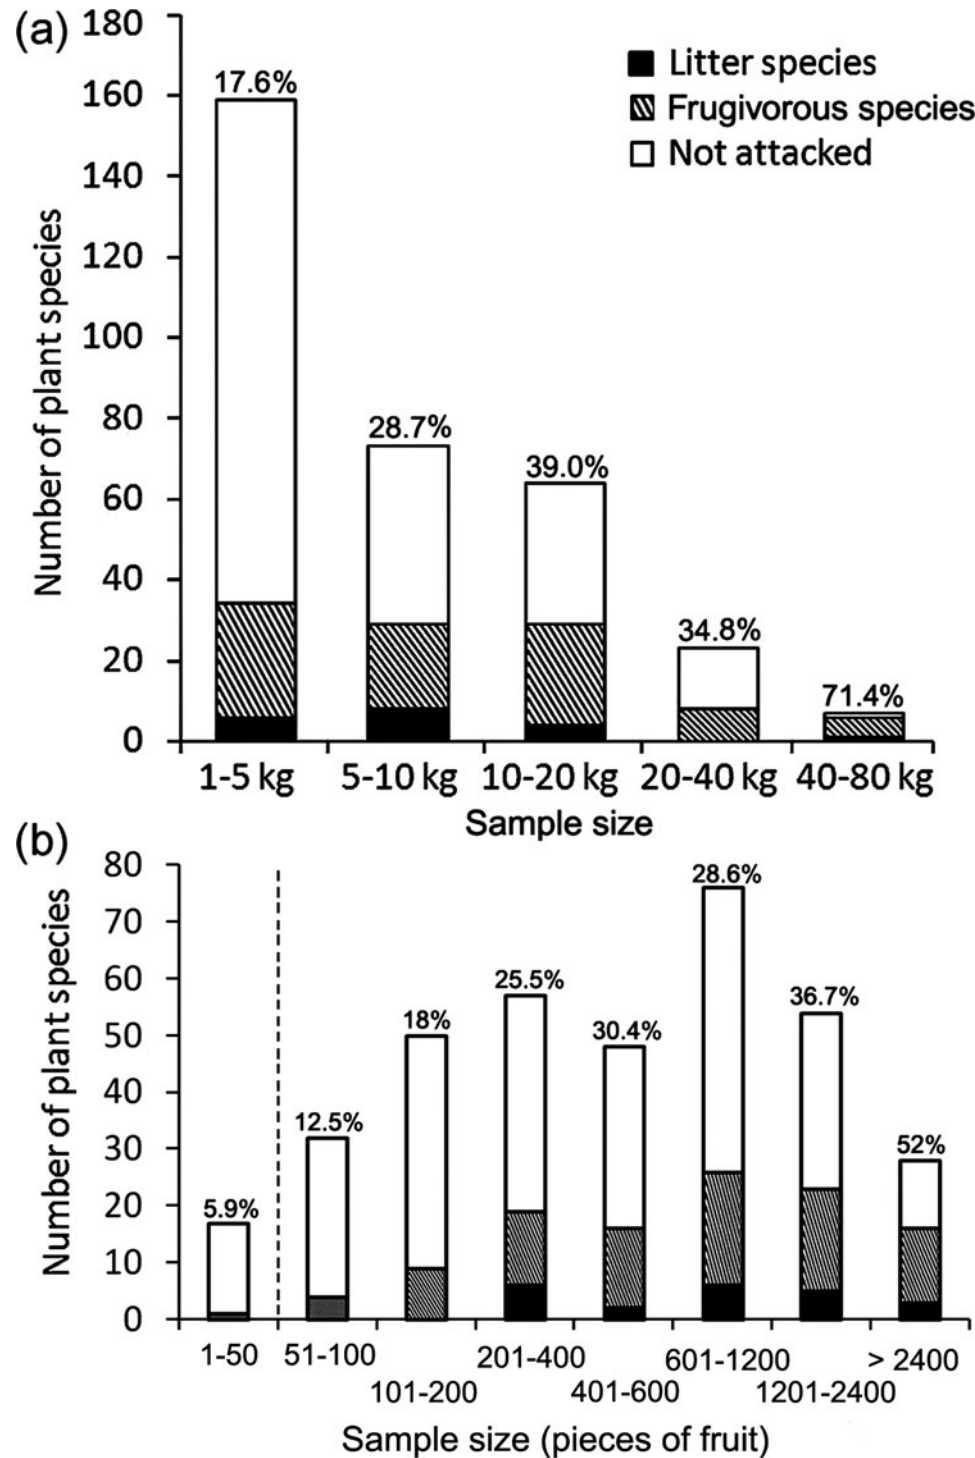 (a)
180
160
140
120
100
80
60
40
20
0
Number of plant species
17.6%
28.7%
39.0%
34.8%
71.4%
Litter species
Frugivorous species
Not attacked
1-5 kg 5-10 kg 10-20 kg 20-40 kg 40-80 kg
Sample size
(b)
80
70
60
50
40
30
20
10
0
Number of plant species
5.9%
12.5%
18%
25.5%
30.4%
28.6%
36.7%
52%
1-50 51-100 201-400 601-1200 > 2400
101-200 401-600 1201-2400
Sample size (pieces of fruit)